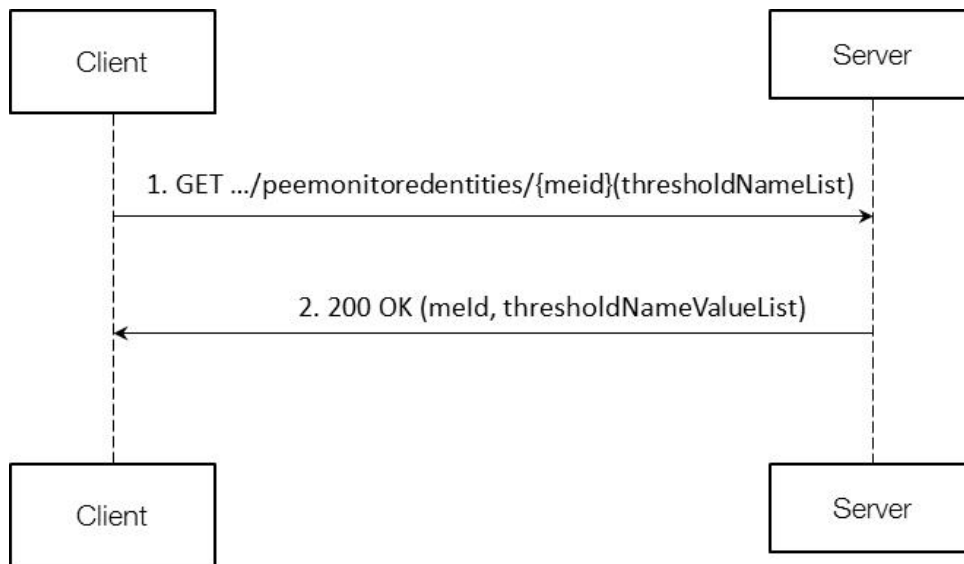 Client
Server
1. GET .../peemonitoredentities/{meid}(thresholdNameList)
2. 200 OK (meId, thresholdNameValueList)
Client
Server